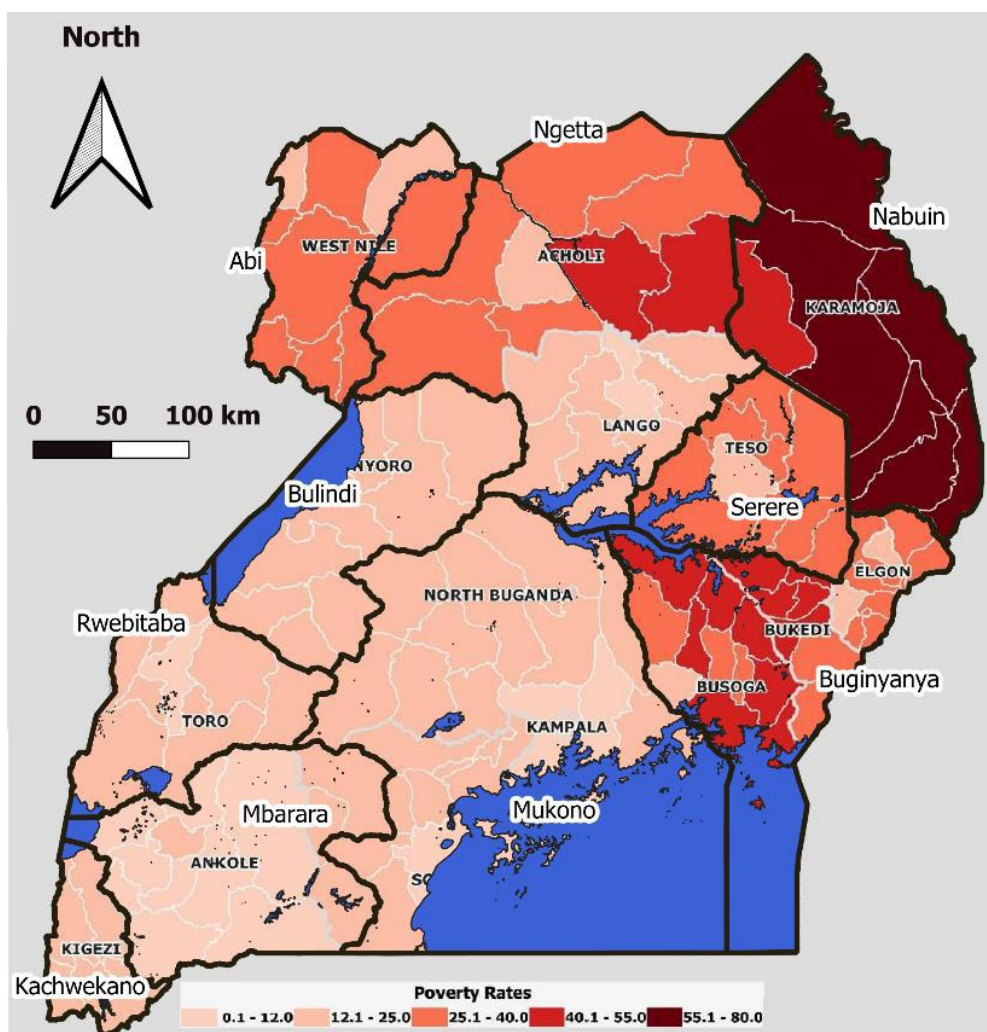 North
Ngetta
Nabuin
WEST NILE
Abi
ACHOLI
KARAMOJA
0 50 100 km
LANGO
TESO
NYORO
Bulindi
Serere
ELGON
Rwebitaba
NORTH BUGANDA
BUKEDI
BUSOGA
Buginyanya
TORO
KAMPALA
Mbarara
Mukono
ANKOLE
SO
KIGEZI
Kachwekano
Poverty Rates
0.1 - 12.0 12.1 - 25.0 25.1 - 40.0 40.1 - 55.0 55.1 - 80.0